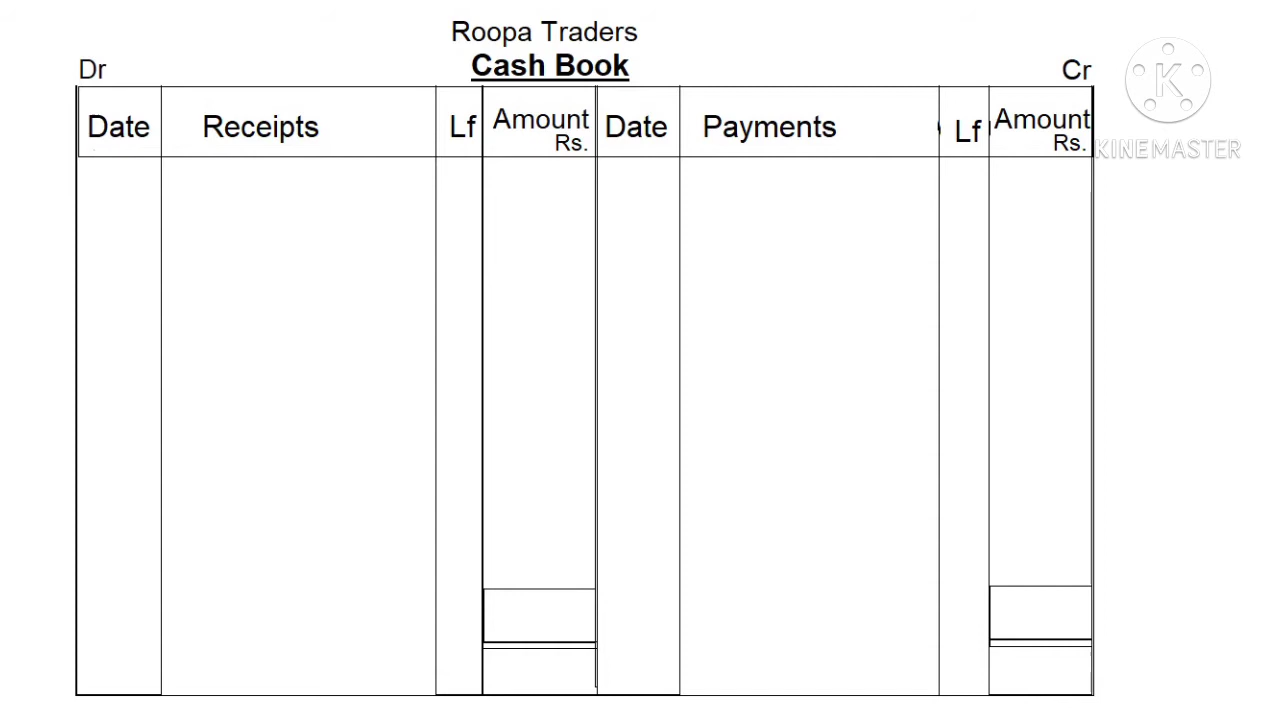 Roopa Traders
Cash Book
Dr
Cr
Date Receipts Lf Amount Rs. Date Payments Lf Amount Rs.
K
KINEMASTER